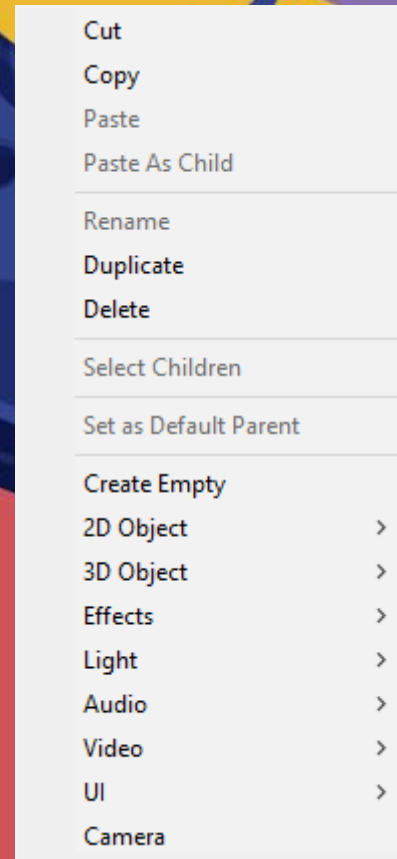 Cut
Copy
Paste
Paste As Child
Rename
Duplicate
Delete
Select Children
Set as Default Parent
Create Empty
2D Object
3D Object
Effects
Light
Audio
Video
UI
Camera